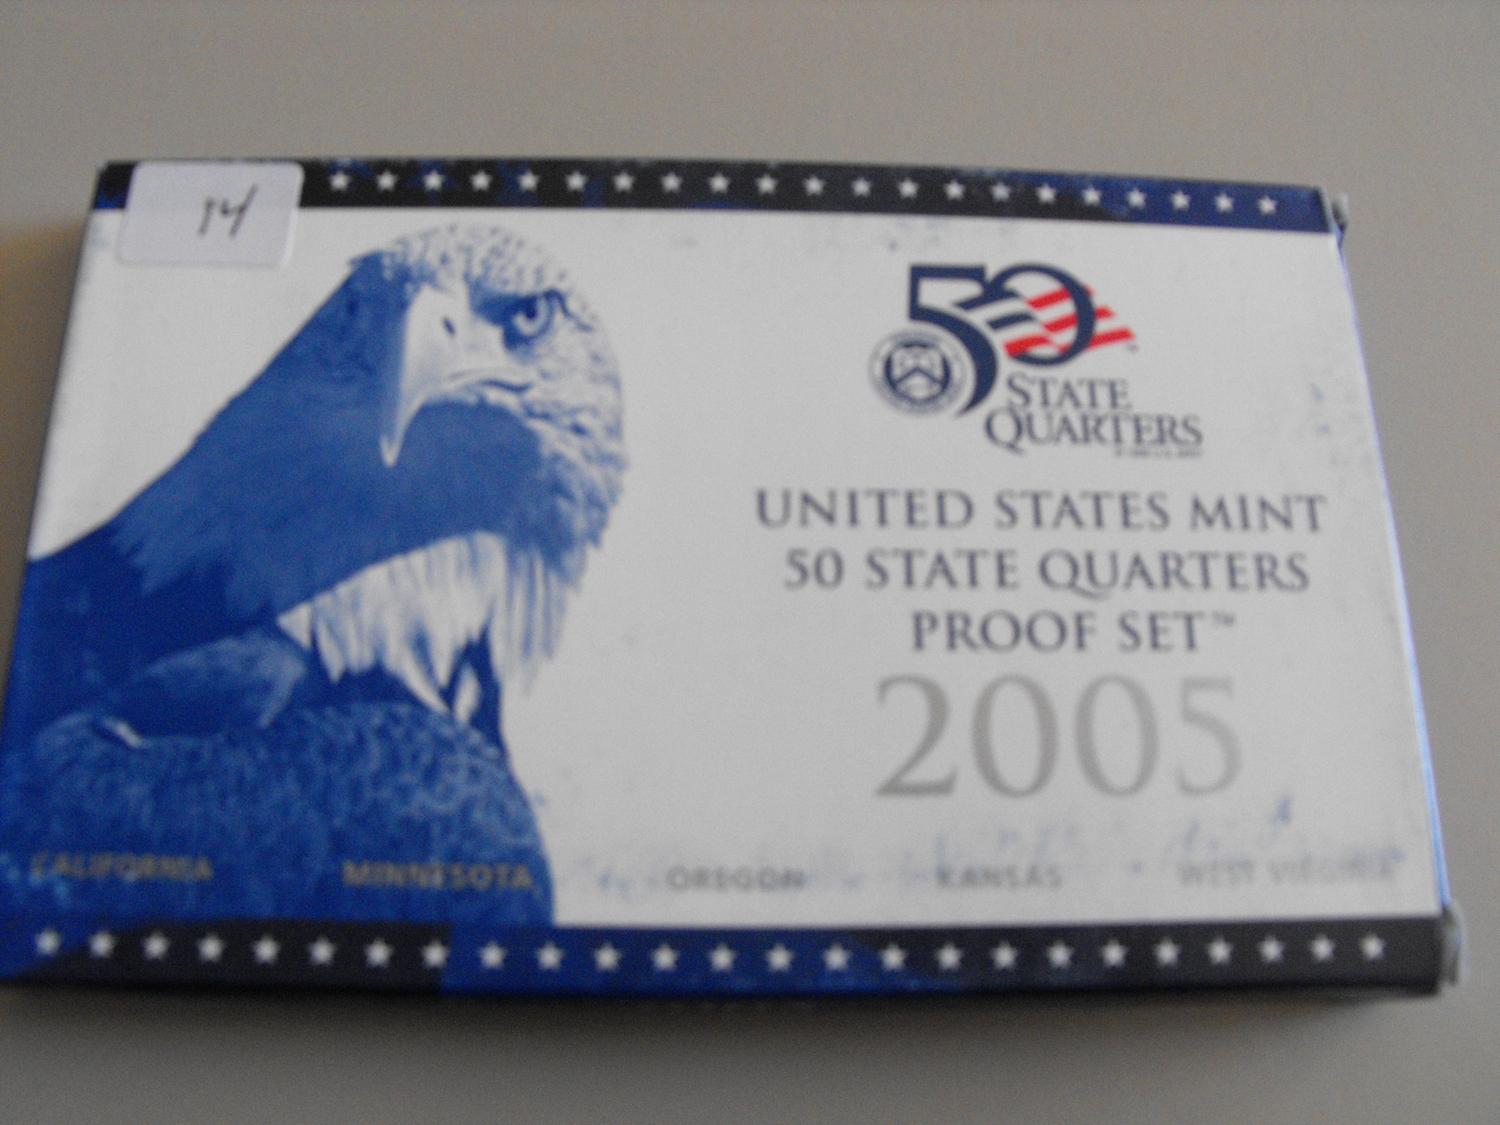 14
50
STATE
QUARTERS
UNITED STATES MINT
50 STATE QUARTERS
PROOF SET™
2005
CALIFORNIA MINNESOTA OREGON KANSAS WEST VIRGINIA